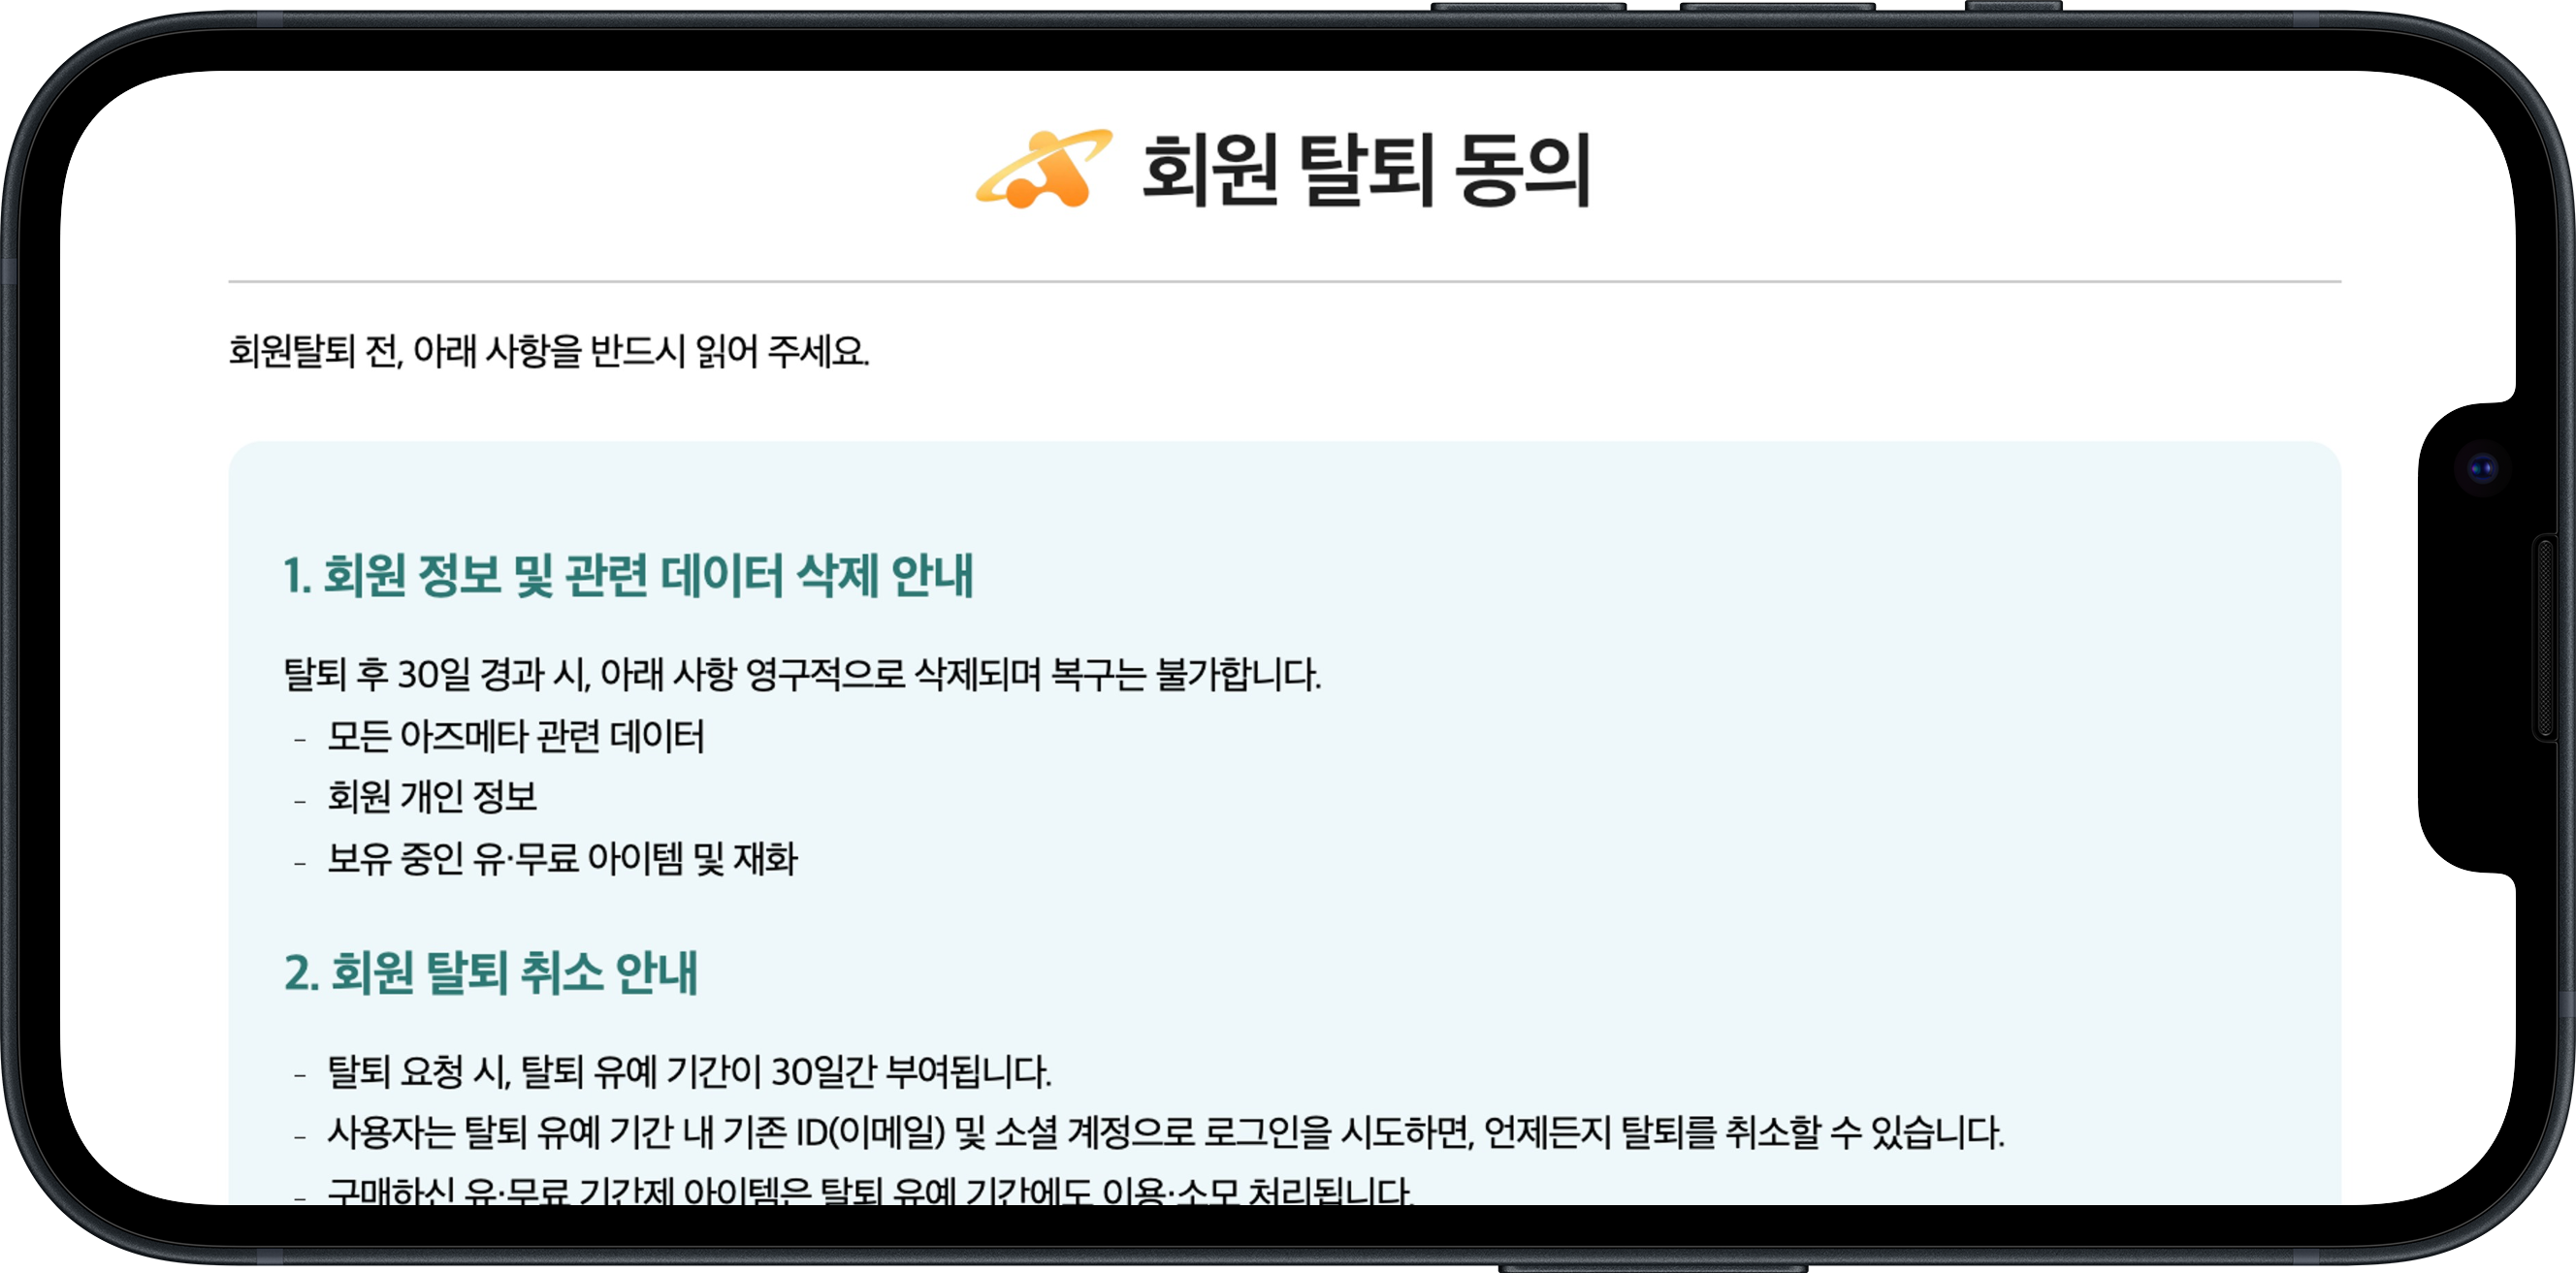 회원 탈퇴 동의
회원탈퇴 전, 아래 사항을 반드시 읽어 주세요.
1. 회원 정보 및 관련 데이터 삭제 안내
탈퇴 후 30일 경과 시, 아래 사항 영구적으로 삭제되며 복구는 불가합니다.
- 모든 아즈메타 관련 데이터
- 회원 개인 정보
- 보유 중인 유·무료 아이템 및 재화
2. 회원 탈퇴 취소 안내
- 탈퇴 요청 시, 탈퇴 유예 기간이 30일간 부여됩니다.
- 사용자는 탈퇴 유예 기간 내 기존 ID(이메일) 및 소셜 계정으로 로그인을 시도하면, 언제든지 탈퇴를 취소할 수 있습니다.
- 구매하신 유·무료 기간제 아이템은 탈퇴 유예 기간에도 이용·소모 처리됩니다.